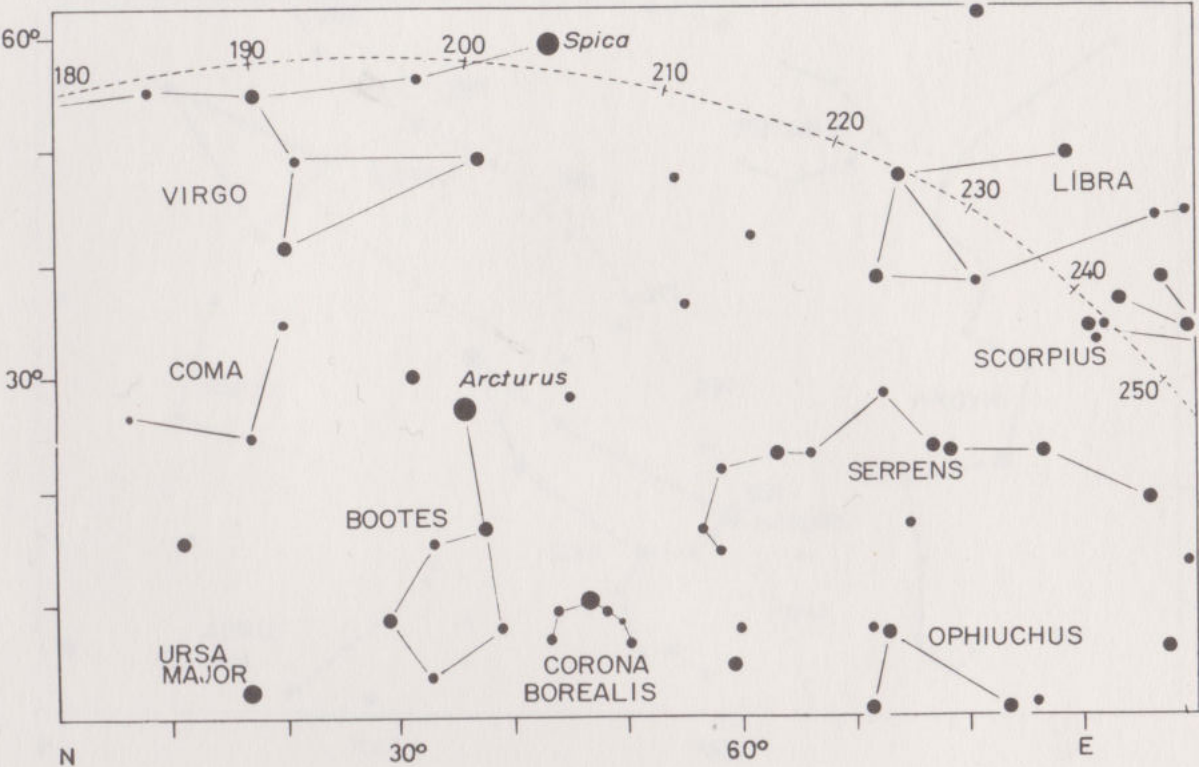 60°
180
190
200
Spica
210
220
VIRGO
230
LIBRA
240
COMA
30°
Arcturus
SCORPIUS
250
BOOTES
SERPENS
URSA
MAJOR
CORONA
BOREALIS
OPHIUCHUS
N
30°
60°
E